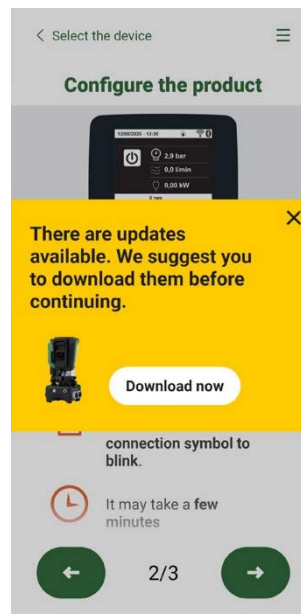 Select the device
Configure the product
12/05/2020 - 13:30
2,9 bar
0,0 l/min
0,00 kW
There are updates
available. We suggest you
to download them before
continuing.
Download now
connection symbol to
blink.
It may take a few
minutes
2/3